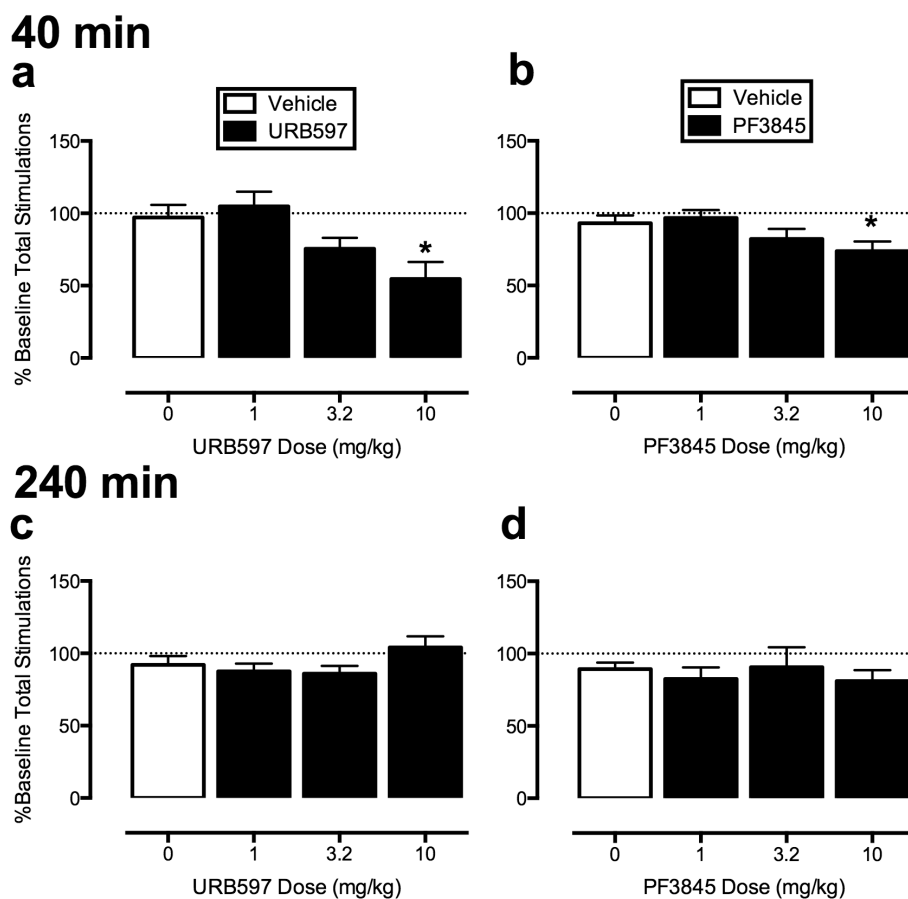 40 min
a
Vehicle
URB597
% Baseline Total Stimulations
150
100
50
0
*
0 1 3.2 10
URB597 Dose (mg/kg)
b
Vehicle
PF3845
150
100
50
0
*
0 1 3.2 10
PF3845 Dose (mg/kg)
240 min
c
%Baseline Total Stimulations
150
100
50
0
0 1 3.2 10
URB597 Dose (mg/kg)
d
150
100
50
0
0 1 3.2 10
PF3845 Dose (mg/kg)